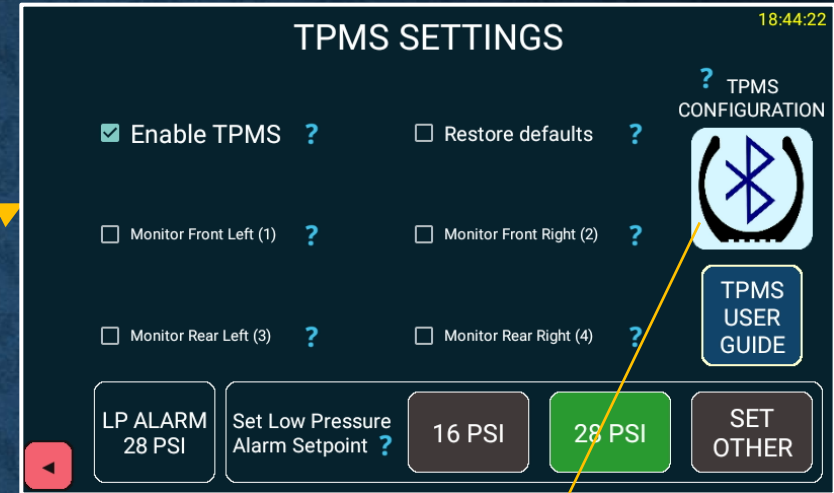 18:44:22
TPMS SETTINGS
? TPMS
CONFIGURATION
Enable TPMS ?
Restore defaults ?
Monitor Front Left (1) ?
Monitor Front Right (2) ?
TPMS
USER
GUIDE
Monitor Rear Left (3) ?
Monitor Rear Right (4) ?
LP ALARM
28 PSI
Set Low Pressure
Alarm Setpoint ?
16 PSI
28 PSI
SET
OTHER